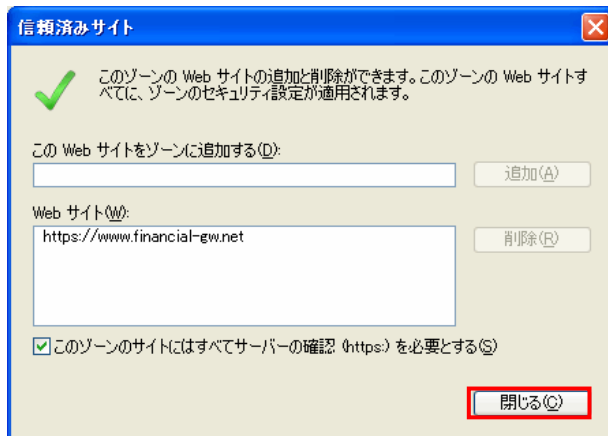 信頼済みサイト
このゾーンの Web サイトの追加と削除ができます。このゾーンの Web サイトす
べてに、ゾーンのセキュリティ設定が適用されます。
この Web サイトをゾーンに追加する(D):
追加(A)
Web サイト(W):
https://www.financial-gw.net
削除(R)
このゾーンのサイトにはすべてサーバーの確認 (https:) を必要とする(S)
閉じる(C)